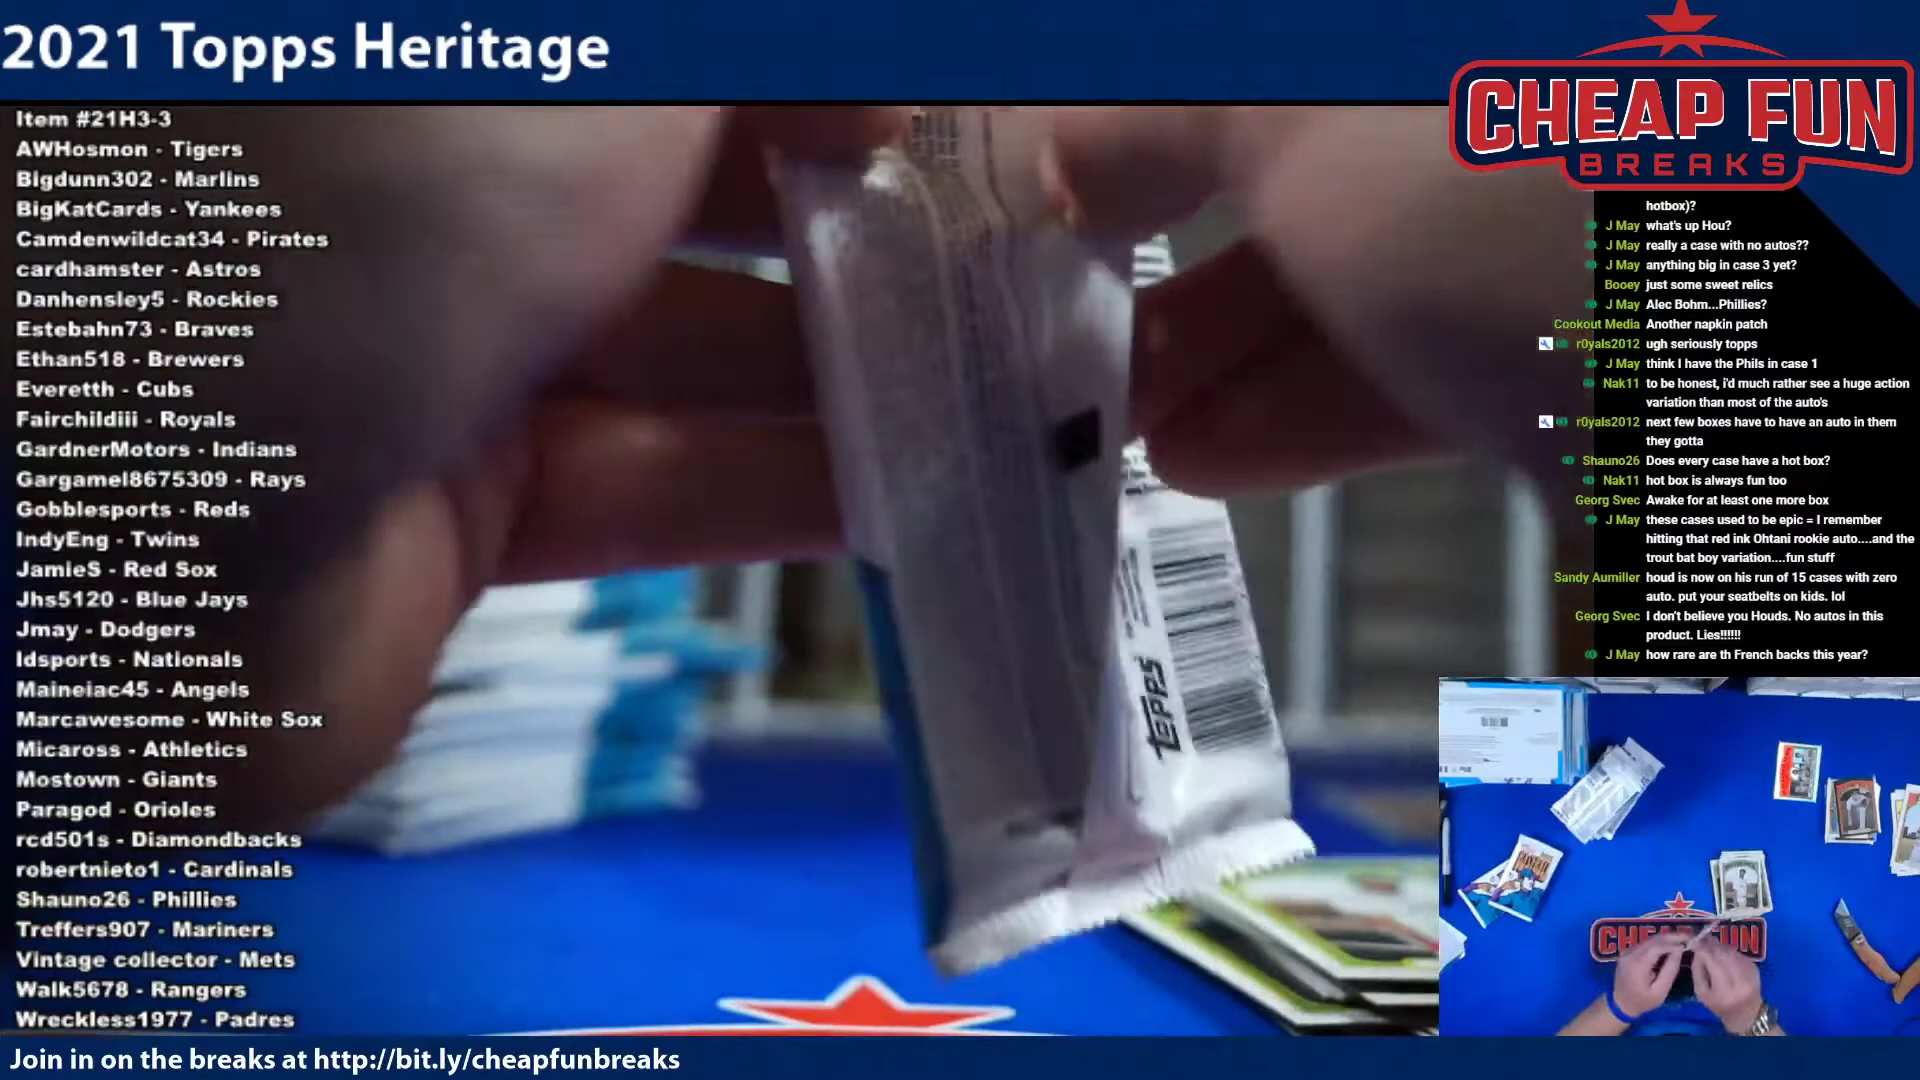 2021 Topps Heritage
CHEAP FUN
BREAKS
Item #21H3-3
AWHosmon - Tigers
Bigdunn302 - Marlins
BigKatCards - Yankees
Camdenwildcat34 - Pirates
cardhamster - Astros
Danhensley5 - Rockies
Estebahn73 - Braves
Ethan518 - Brewers
Everetth - Cubs
Fairchildiii - Royals
GardnerMotors - Indians
Gargamel8675309 - Rays
Gobblesports - Reds
IndyEng - Twins
JamieS - Red Sox
Jhs5120 - Blue Jays
Jmay - Dodgers
ldsports - Nationals
Maineiac45 - Angels
Marcawesome - White Sox
Micaross - Athletics
Mostown - Giants
Paragod - Orioles
rcd501s - Diamondbacks
robertnieto1 - Cardinals
Shauno26 - Phillies
Treffers907 - Mariners
Vintage collector - Mets
Walk5678 - Rangers
Wreckless1977 - Padres
hotbox)?
J May what's up Hou?
J May really a case with no autos??
J May anything big in case 3 yet?
Booey just some sweet relics
J May Alec Bohm...Phillies?
Cookout Media Another napkin patch
r0yals2012 ugh seriously topps
J May think I have the Phils in case 1
Nak11 to be honest, i'd much rather see a huge action
variation than most of the auto's
r0yals2012 next few boxes have to have an auto in them
they gotta
Shauno26 Does every case have a hot box?
Nak11 hot box is always fun too
Georg Svec Awake for at least one more box
J May these cases used to be epic = I remember
hitting that red ink Ohtani rookie auto....and the
trout bat boy variation....fun stuff
Sandy Aumiller houd is now on his run of 15 cases with zero
auto. put your seatbelts on kids. lol
Georg Svec I don't believe you Houds. No autos in this
product. Lies!!!!!!
J May how rare are th French backs this year?
TOPPS
CHEAP FUN
Join in on the breaks at http://bit.ly/cheapfunbreaks